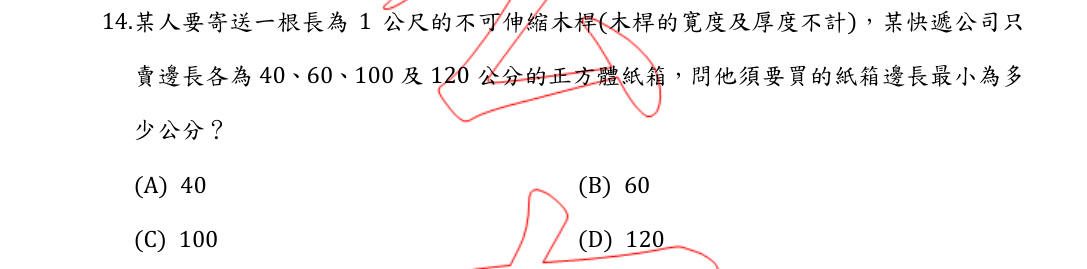 14.某人要寄送一根長為 1 公尺的不可伸縮木桿(木桿的寬度及厚度不計)，某快遞公司只
賣邊長各為 40、60、100 及 120 公分的正方體紙箱，問他須要買的紙箱邊長最小為多
少公分？
(A) 40 (B) 60
(C) 100 (D) 120